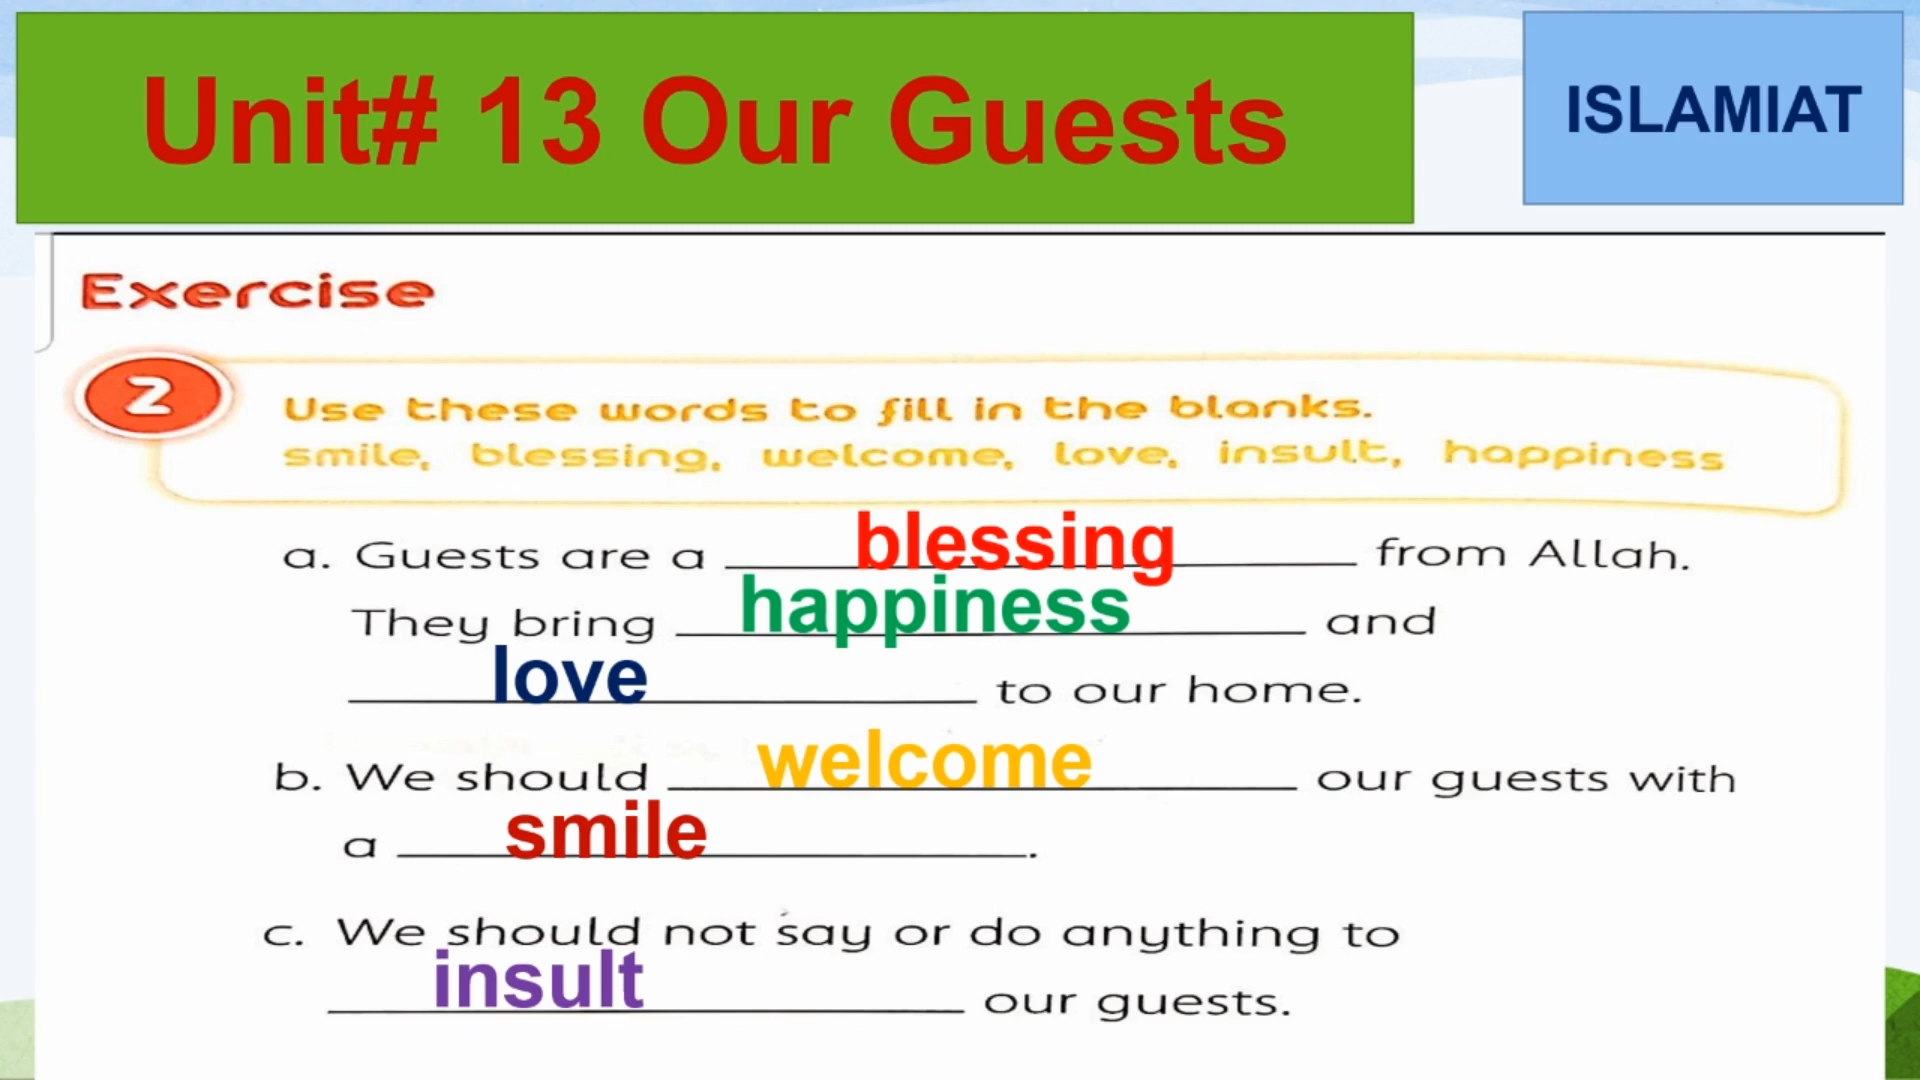 Unit# 13 Our Guests
ISLAMIAT
Exercise
2
Use these words to fill in the blanks.
smile, blessing, welcome, love, insult, happiness
a. Guests are a blessing from Allah.
They bring happiness and
love to our home.
b. We should welcome our guests with
a smile.
c. We should not say or do anything to
insult our guests.